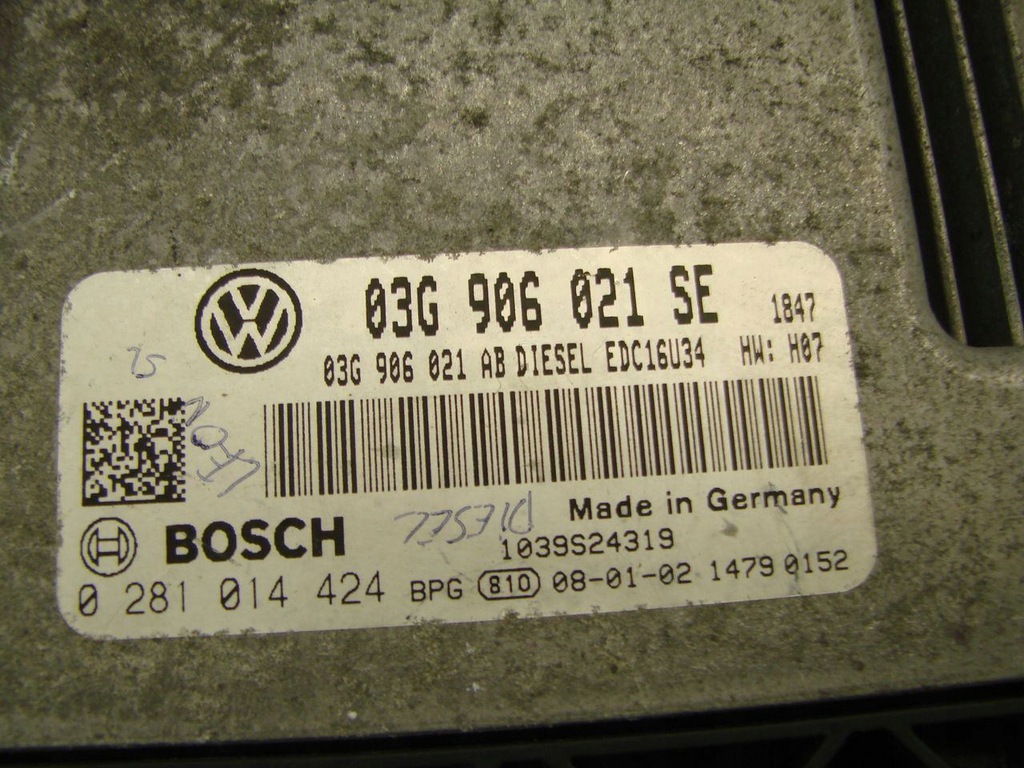 03G 906 021 SE 1847
03G 906 021 AB DIESEL EDC16U34 HW: H07
Made in Germany
BOSCH DIESEL
1039S24319
0 281 014 424 BPG 810 08-01-02 1479 0152